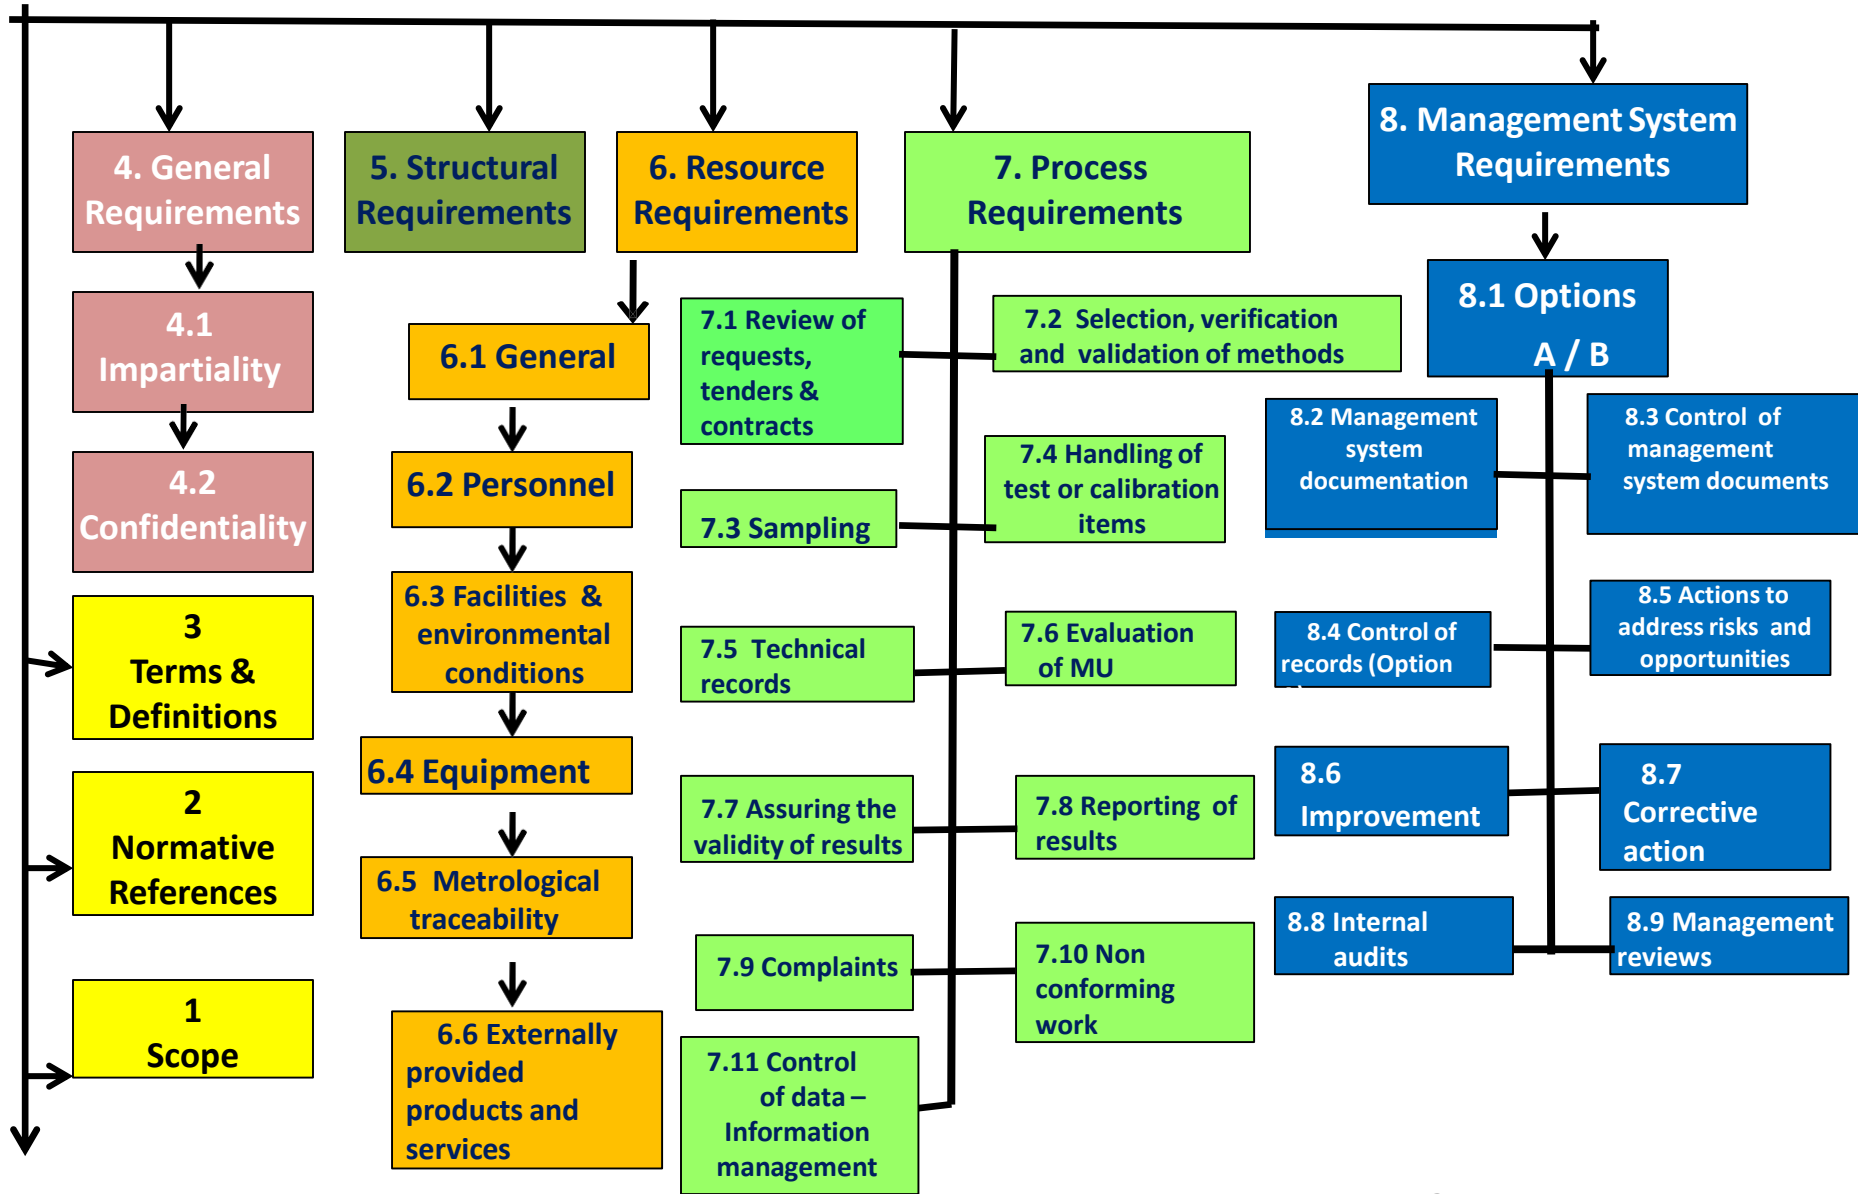 4. General
Requirements
4.1
Impartiality
4.2
Confidentiality
3
Terms &
Definitions
2
Normative
References
1
Scope
5. Structural
Requirements
6. Resource
Requirements
6.1 General
6.2 Personnel
6.3 Facilities &
environmental
conditions
6.4 Equipment
6.5 Metrological
traceability
6.6 Externally
provided
products and
services
7. Process
Requirements
7.1 Review of
requests,
tenders &
contracts
7.2 Selection, verification
and validation of methods
7.3 Sampling
7.4 Handling of
test or calibration
items
7.5 Technical
records
7.6 Evaluation
of MU
7.7 Assuring the
validity of results
7.8 Reporting of
results
7.9 Complaints
7.10 Non
conforming
work
7.11 Control
of data –
Information
management
8. Management System
Requirements
8.1 Options
A / B
8.2 Management
system
documentation
8.3 Control of
management
system documents
8.4 Control of
records (Option
8.5 Actions to
address risks and
opportunities
8.6
Improvement
8.7
Corrective
action
8.8 Internal
audits
8.9 Management
reviews